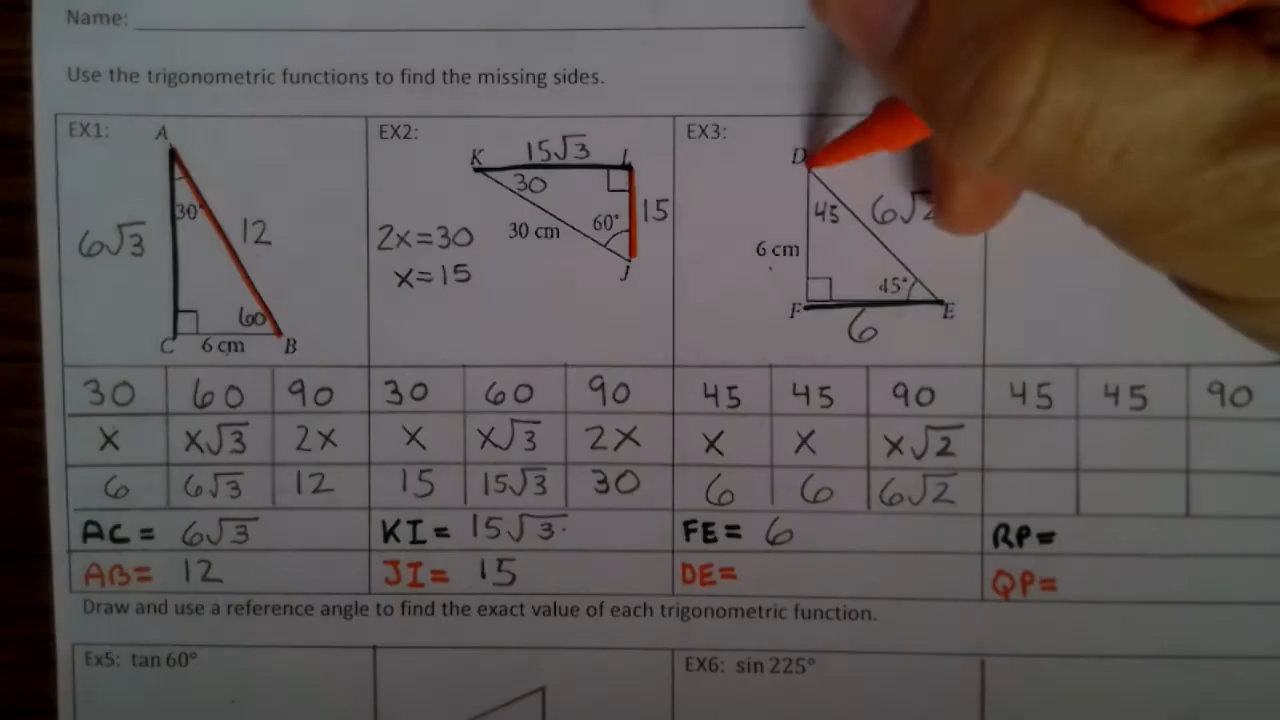 Name:
Use the trigonometric functions to find the missing sides.
EX1:
A
30°
6√3
12
60
C
6 cm
B
EX2:
K
15√3
I
30
15
60°
30 cm
2x=30
x=15
J
EX3:
D
45
6√2
6 cm
45°
F
E
6
30 60 90 30 60 90 45 45 90 45 45 90
x x√3 2x x x√3 2x x x x√2
6 6√3 12 15 15√3 30 6 6 6√2
AC= 6√3 KI= 15√3 FE= 6 RP=
AB= 12 JI= 15 DE= QP=
Draw and use a reference angle to find the exact value of each trigonometric function.
Ex5: tan 60° EX6: sin 225°